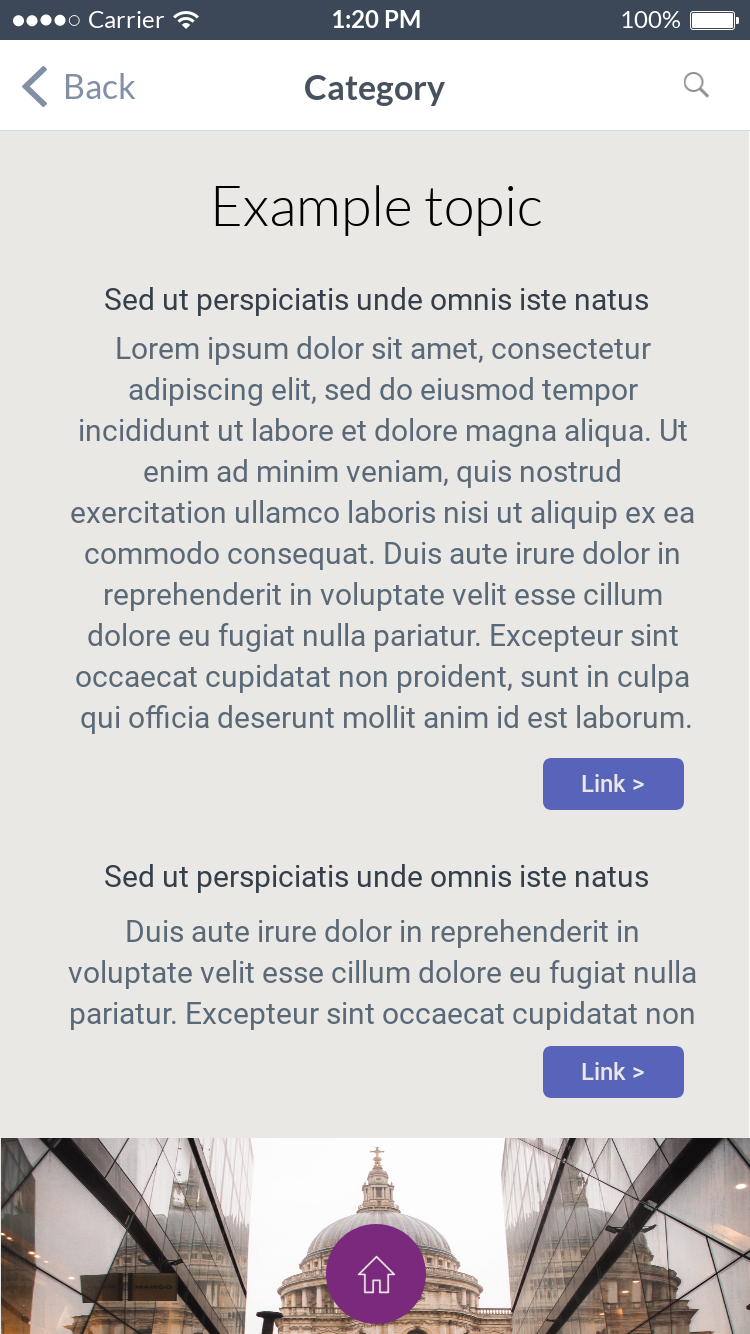 Carrier 1:20 PM 100%
Back Category
Example topic
Sed ut perspiciatis unde omnis iste natus
Lorem ipsum dolor sit amet, consectetur
adipiscing elit, sed do eiusmod tempor
incididunt ut labore et dolore magna aliqua. Ut
enim ad minim veniam, quis nostrud
exercitation ullamco laboris nisi ut aliquip ex ea
commodo consequat. Duis aute irure dolor in
reprehenderit in voluptate velit esse cillum
dolore eu fugiat nulla pariatur. Excepteur sint
occaecat cupidatat non proident, sunt in culpa
qui officia deserunt mollit anim id est laborum.
Link >
Sed ut perspiciatis unde omnis iste natus
Duis aute irure dolor in reprehenderit in
voluptate velit esse cillum dolore eu fugiat nulla
pariatur. Excepteur sint occaecat cupidatat non
Link >
MANGO